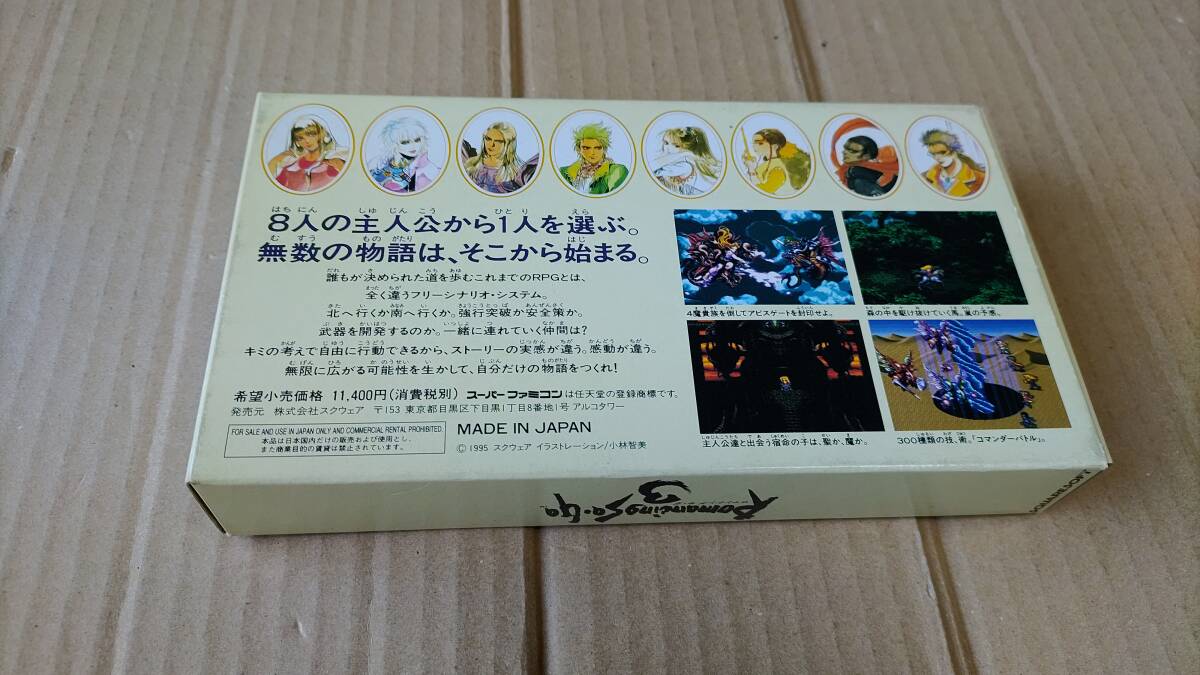 8人の主人公から1人を選ぶ。
無数の物語は、そこから始まる。
誰もが決められた道を歩むこれまでのRPGとは、
全く違うフリーシナリオ・システム。
北へ行くか南へ行くか。強行突破か安全策か。
武器を開発するのか。一緒に連れていく仲間は?
キミの考えで自由に行動できるから、ストーリーの実感が違う。感動が違う。
無限に広がる可能性を生かして、自分だけの物語をつくれ!
希望小売価格 11,400円(消費税別) スーパーファミコンは任天堂の登録商標です。
発売元 株式会社スクウェア 〒153 東京都目黒区下目黒1丁目8番地1号 アルコタワー
FOR SALE AND USE IN JAPAN ONLY AND COMMERCIAL RENTAL PROHIBITED.
本品は日本国内だけの販売および使用とし、
また商業目的の賃貸は禁止されています。
MADE IN JAPAN
© 1995 スクウェア イラストレーション/小林智美
4魔貴族を倒してアビスゲートを封印せよ。
森の中を駆け抜けていく馬。嵐の予感。
主人公達と出会う宿命の子は、聖か、魔か。
300種類の技、術。「コマンダーバトル」。
Romancing Sa・Ga
3
SQUARESOFT